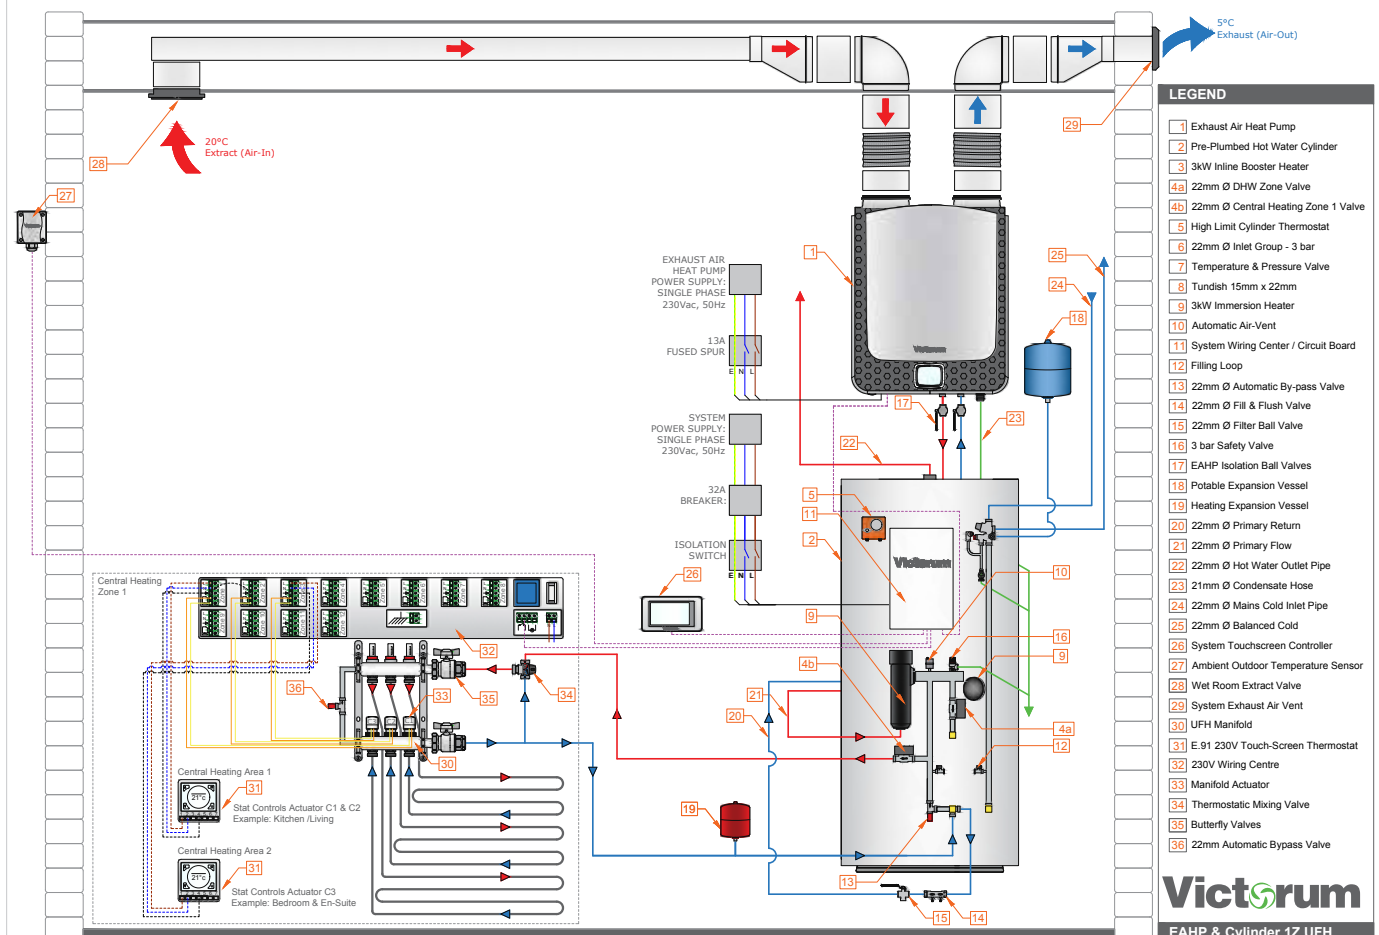 5°C
Exhaust (Air-Out)
20°C
Extract (Air-In)
28
29
27
LEGEND
1 Exhaust Air Heat Pump
2 Pre-Plumbed Hot Water Cylinder
3 3kW Inline Booster Heater
4a 22mm Ø DHW Zone Valve
4b 22mm Ø Central Heating Zone 1 Valve
5 High Limit Cylinder Thermostat
6 22mm Ø Inlet Group - 3 bar
7 Temperature & Pressure Valve
8 Tundish 15mm x 22mm
9 3kW Immersion Heater
10 Automatic Air-Vent
11 System Wiring Center / Circuit Board
12 Filling Loop
13 22mm Ø Automatic By-pass Valve
14 22mm Ø Fill & Flush Valve
15 22mm Ø Filter Ball Valve
16 3 bar Safety Valve
17 EAHP Isolation Ball Valves
18 Potable Expansion Vessel
19 Heating Expansion Vessel
20 22mm Ø Primary Return
21 22mm Ø Primary Flow
22 22mm Ø Hot Water Outlet Pipe
23 21mm Ø Condensate Hose
24 22mm Ø Mains Cold Inlet Pipe
25 22mm Ø Balanced Cold
26 System Touchscreen Controller
27 Ambient Outdoor Temperature Sensor
28 Wet Room Extract Valve
29 System Exhaust Air Vent
30 UFH Manifold
31 E.91 230V Touch-Screen Thermostat
32 230V Wiring Centre
33 Manifold Actuator
34 Thermostatic Mixing Valve
35 Butterfly Valves
36 22mm Automatic Bypass Valve
Victorum
EAHP & Cylinder 1Z UFH
EXHAUST AIR
HEAT PUMP
POWER SUPPLY:
SINGLE PHASE
230Vac, 50Hz
13A
FUSED SPUR
E N L
SYSTEM
POWER SUPPLY:
SINGLE PHASE
230Vac, 50Hz
32A
BREAKER:
ISOLATION
SWITCH
E N L
1
Victorum
17
18
25
24
23
22
5
11
2
Victorum
26
10
9
16
9
4b
4a
21
20
12
19
13
15
14
Central Heating
Zone 1
32
33
34
35
36
30
Central Heating Area 1
31
21°c
Stat Controls Actuator C1 & C2
Example: Kitchen /Living
Central Heating Area 2
31
21°c
Stat Controls Actuator C3
Example: Bedroom & En-Suite